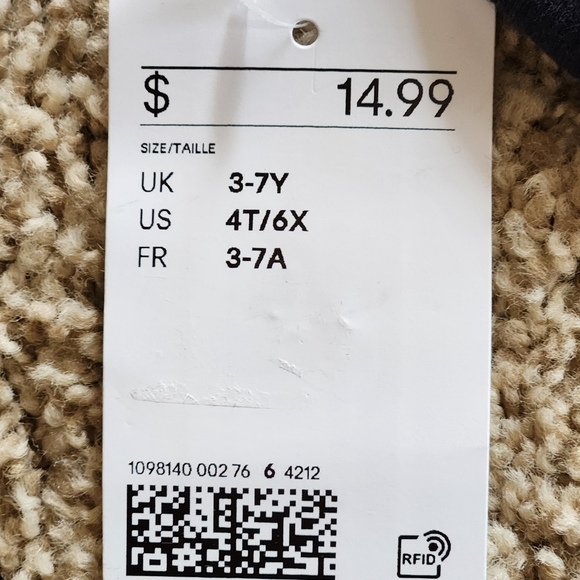 $ 14.99
SIZE/TAILLE
UK 3-7Y
US 4T/6X
FR 3-7A
1098140 002 76 6 4212
RFID